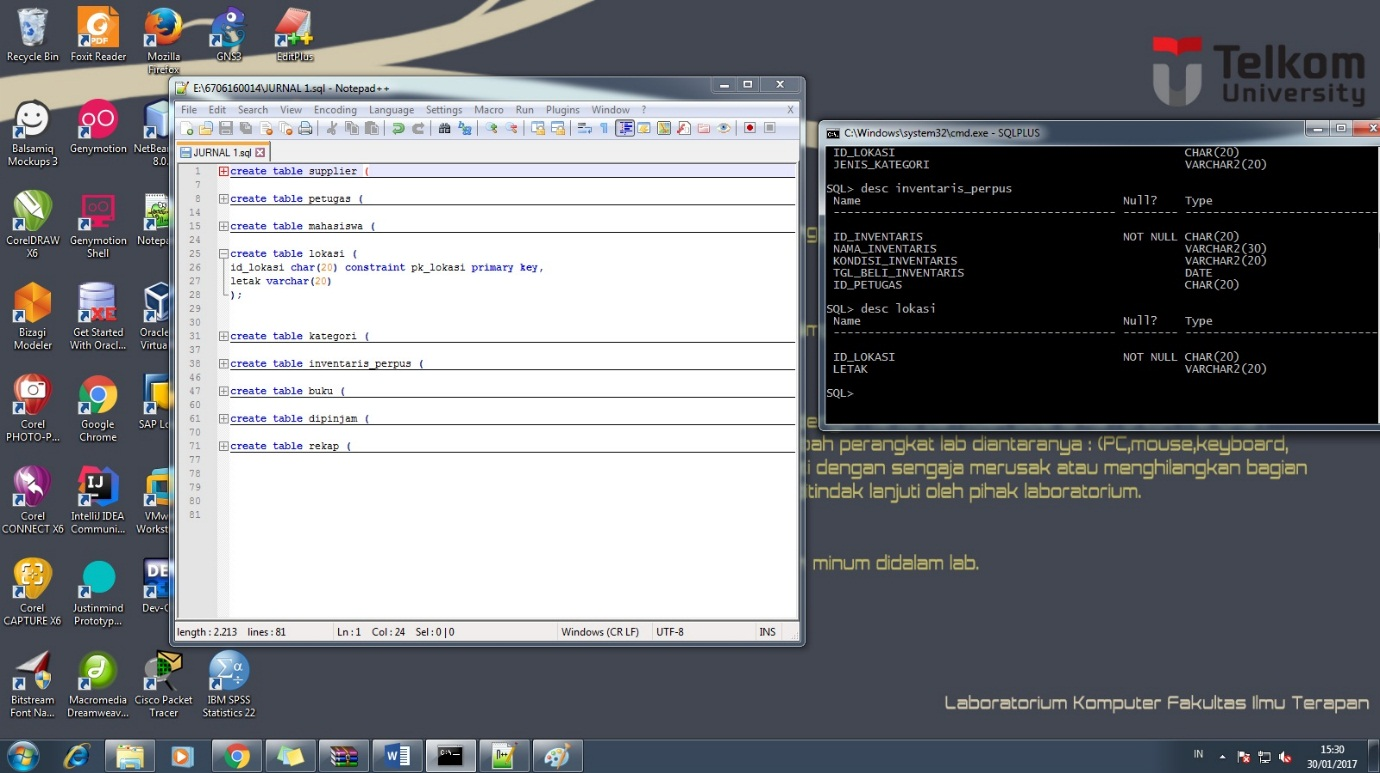 Recycle Bin
Foxit Reader
Mozilla
Firefox
GNS3
EditPlus
Balsamiq
Mockups 3
Genymotion
NetBea
8.0.
CorelDRAW
X6
Genymotion
Shell
Notepa
Bizagi
Modeler
Get Started
With Oracl...
Oracle
Virtua
Corel
PHOTO-P...
Google
Chrome
SAP Lo
Corel
CONNECT X6
IntelliJ IDEA
Communi...
VMw
Workst
Corel
CAPTURE X6
Justinmind
Prototyp...
Dev-C
Bitstream
Font Na...
Macromedia
Dreamweav...
Cisco Packet
Tracer
IBM SPSS
Statistics 22
E:\6706160014\JURNAL 1.sql - Notepad++
File Edit Search View Encoding Language Settings Macro Run Plugins Window ? X
JURNAL 1.sql
1 create table supplier (
7
8 create table petugas (
14
15 create table mahasiswa (
24
25 create table lokasi (
26 id_lokasi char(20) constraint pk_lokasi primary key,
27 letak varchar(20)
28 );
29
30
31 create table kategori (
37
38 create table inventaris_perpus (
46
47 create table buku (
60
61 create table dipinjam (
70
71 create table rekap (
77
78
79
80
81
length : 2.213 lines : 81 Ln : 1 Col : 24 Sel : 0 | 0 Windows (CR LF) UTF-8 INS
Telkom
University
C:\Windows\system32\cmd.exe - SQLPLUS
ID_LOKASI CHAR(20)
JENIS_KATEGORI VARCHAR2(20)
SQL> desc inventaris_perpus
Name Null? Type
ID_INVENTARIS NOT NULL CHAR(20)
NAMA_INVENTARIS VARCHAR2(30)
KONDISI_INVENTARIS VARCHAR2(20)
TGL_BELI_INVENTARIS DATE
ID_PETUGAS CHAR(20)
SQL> desc lokasi
Name Null? Type
ID_LOKASI NOT NULL CHAR(20)
LETAK VARCHAR2(20)
SQL>
bah perangkat lab diantaranya : (PC,mouse,keyboard,
i dengan sengaja merusak atau menghilangkan bagian
tindak lanjuti oleh pihak laboratorium.
minum didalam lab.
Laboratorium Komputer Fakultas Ilmu Terapan
IN
15:30
30/01/2017